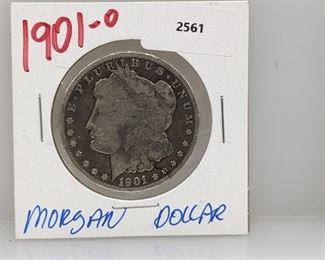 1901-O
2561
E·PLURIBUS·UNUM
1901
MORGAN DOLLAR